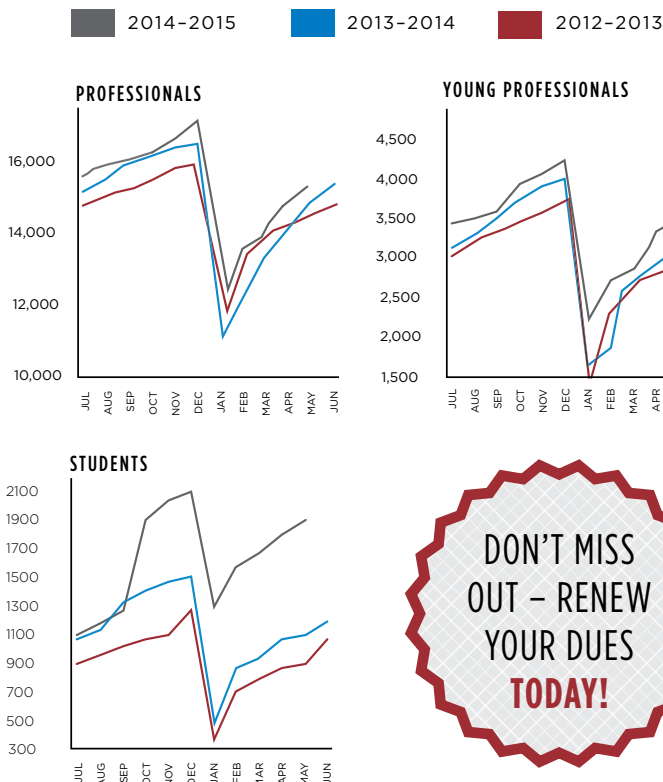 2014–2015 2013–2014 2012–2013
PROFESSIONALS
16,000
14,000
12,000
10,000
JUL AUG SEP OCT NOV DEC JAN FEB MAR APR MAY JUN
YOUNG PROFESSIONALS
4,500
4,000
3,500
3,000
2,500
2,000
1,500
JUL AUG SEP OCT NOV DEC JAN FEB MAR APR
STUDENTS
2100
1900
1700
1500
1300
1100
900
700
500
300
JUL AUG SEP OCT NOV DEC JAN FEB MAR APR MAY JUN
DON'T MISS
OUT – RENEW
YOUR DUES
TODAY!